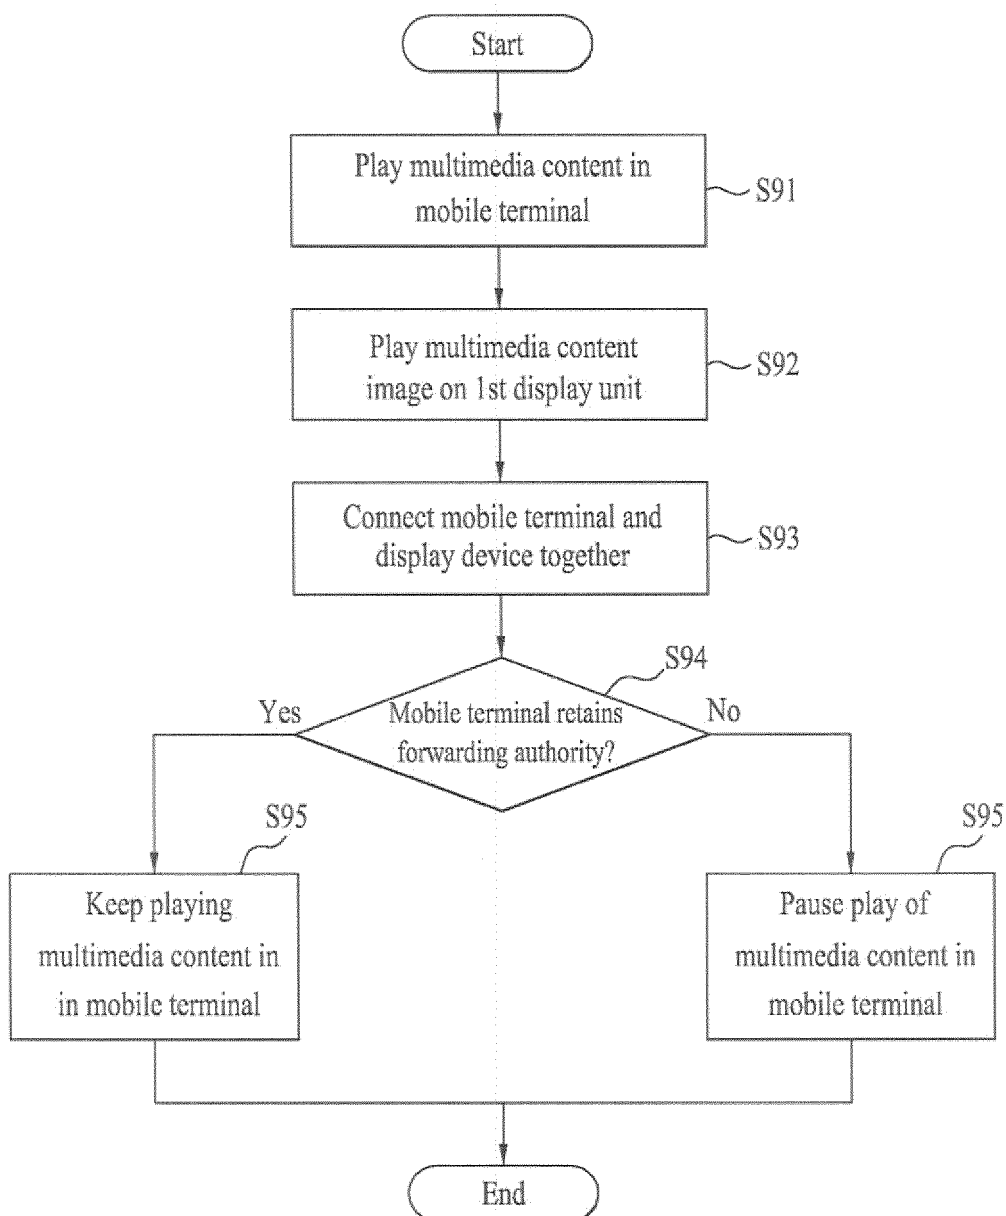 Start
Play multimedia content in
mobile terminal
S91
Play multimedia content
image on 1st display unit
S92
Connect mobile terminal and
display device together
S93
S94
Mobile terminal retains
forwarding authority?
Yes
No
S95
Keep playing
multimedia content in
in mobile terminal
S95
Pause play of
multimedia content in
mobile terminal
End